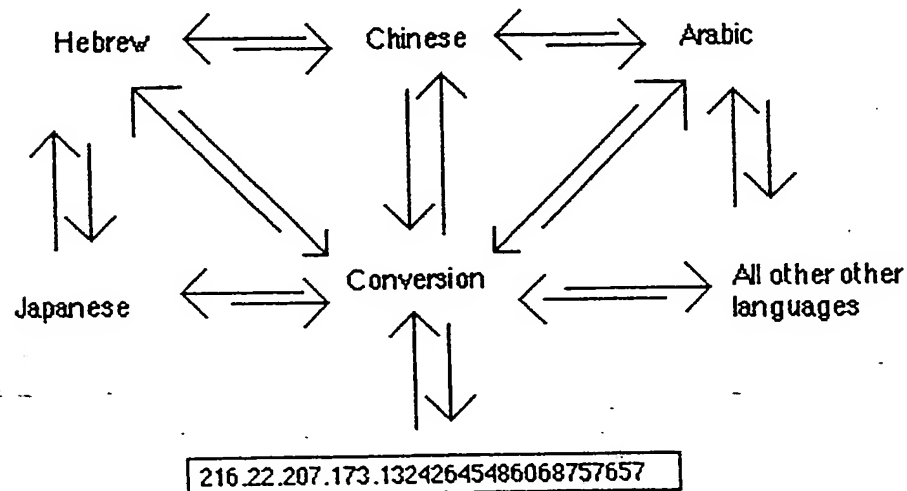 Hebrew
Chinese
Arabic
Japanese
Conversion
All other other
languages
216.22.207.173.13242645486068757657